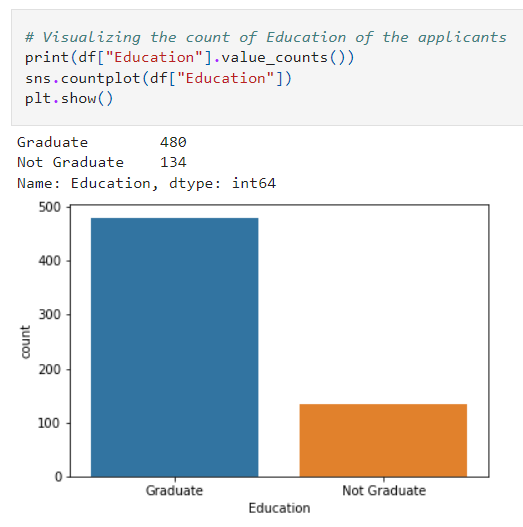 # Visualizing the count of Education of the applicants
print(df["Education"].value_counts())
sns.countplot(df["Education"])
plt.show()
Graduate 480
Not Graduate 134
Name: Education, dtype: int64
500
400
300
200
100
0
count
Graduate Not Graduate
Education